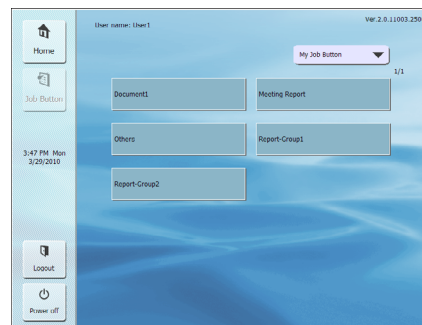 User name: User1
Ver.2.0.11003.250
Home
My Job Button
1/1
Job Button
Document1
Meeting Report
Others
Report-Group1
3:47 PM Mon
3/29/2010
Report-Group2
Logout
Power off